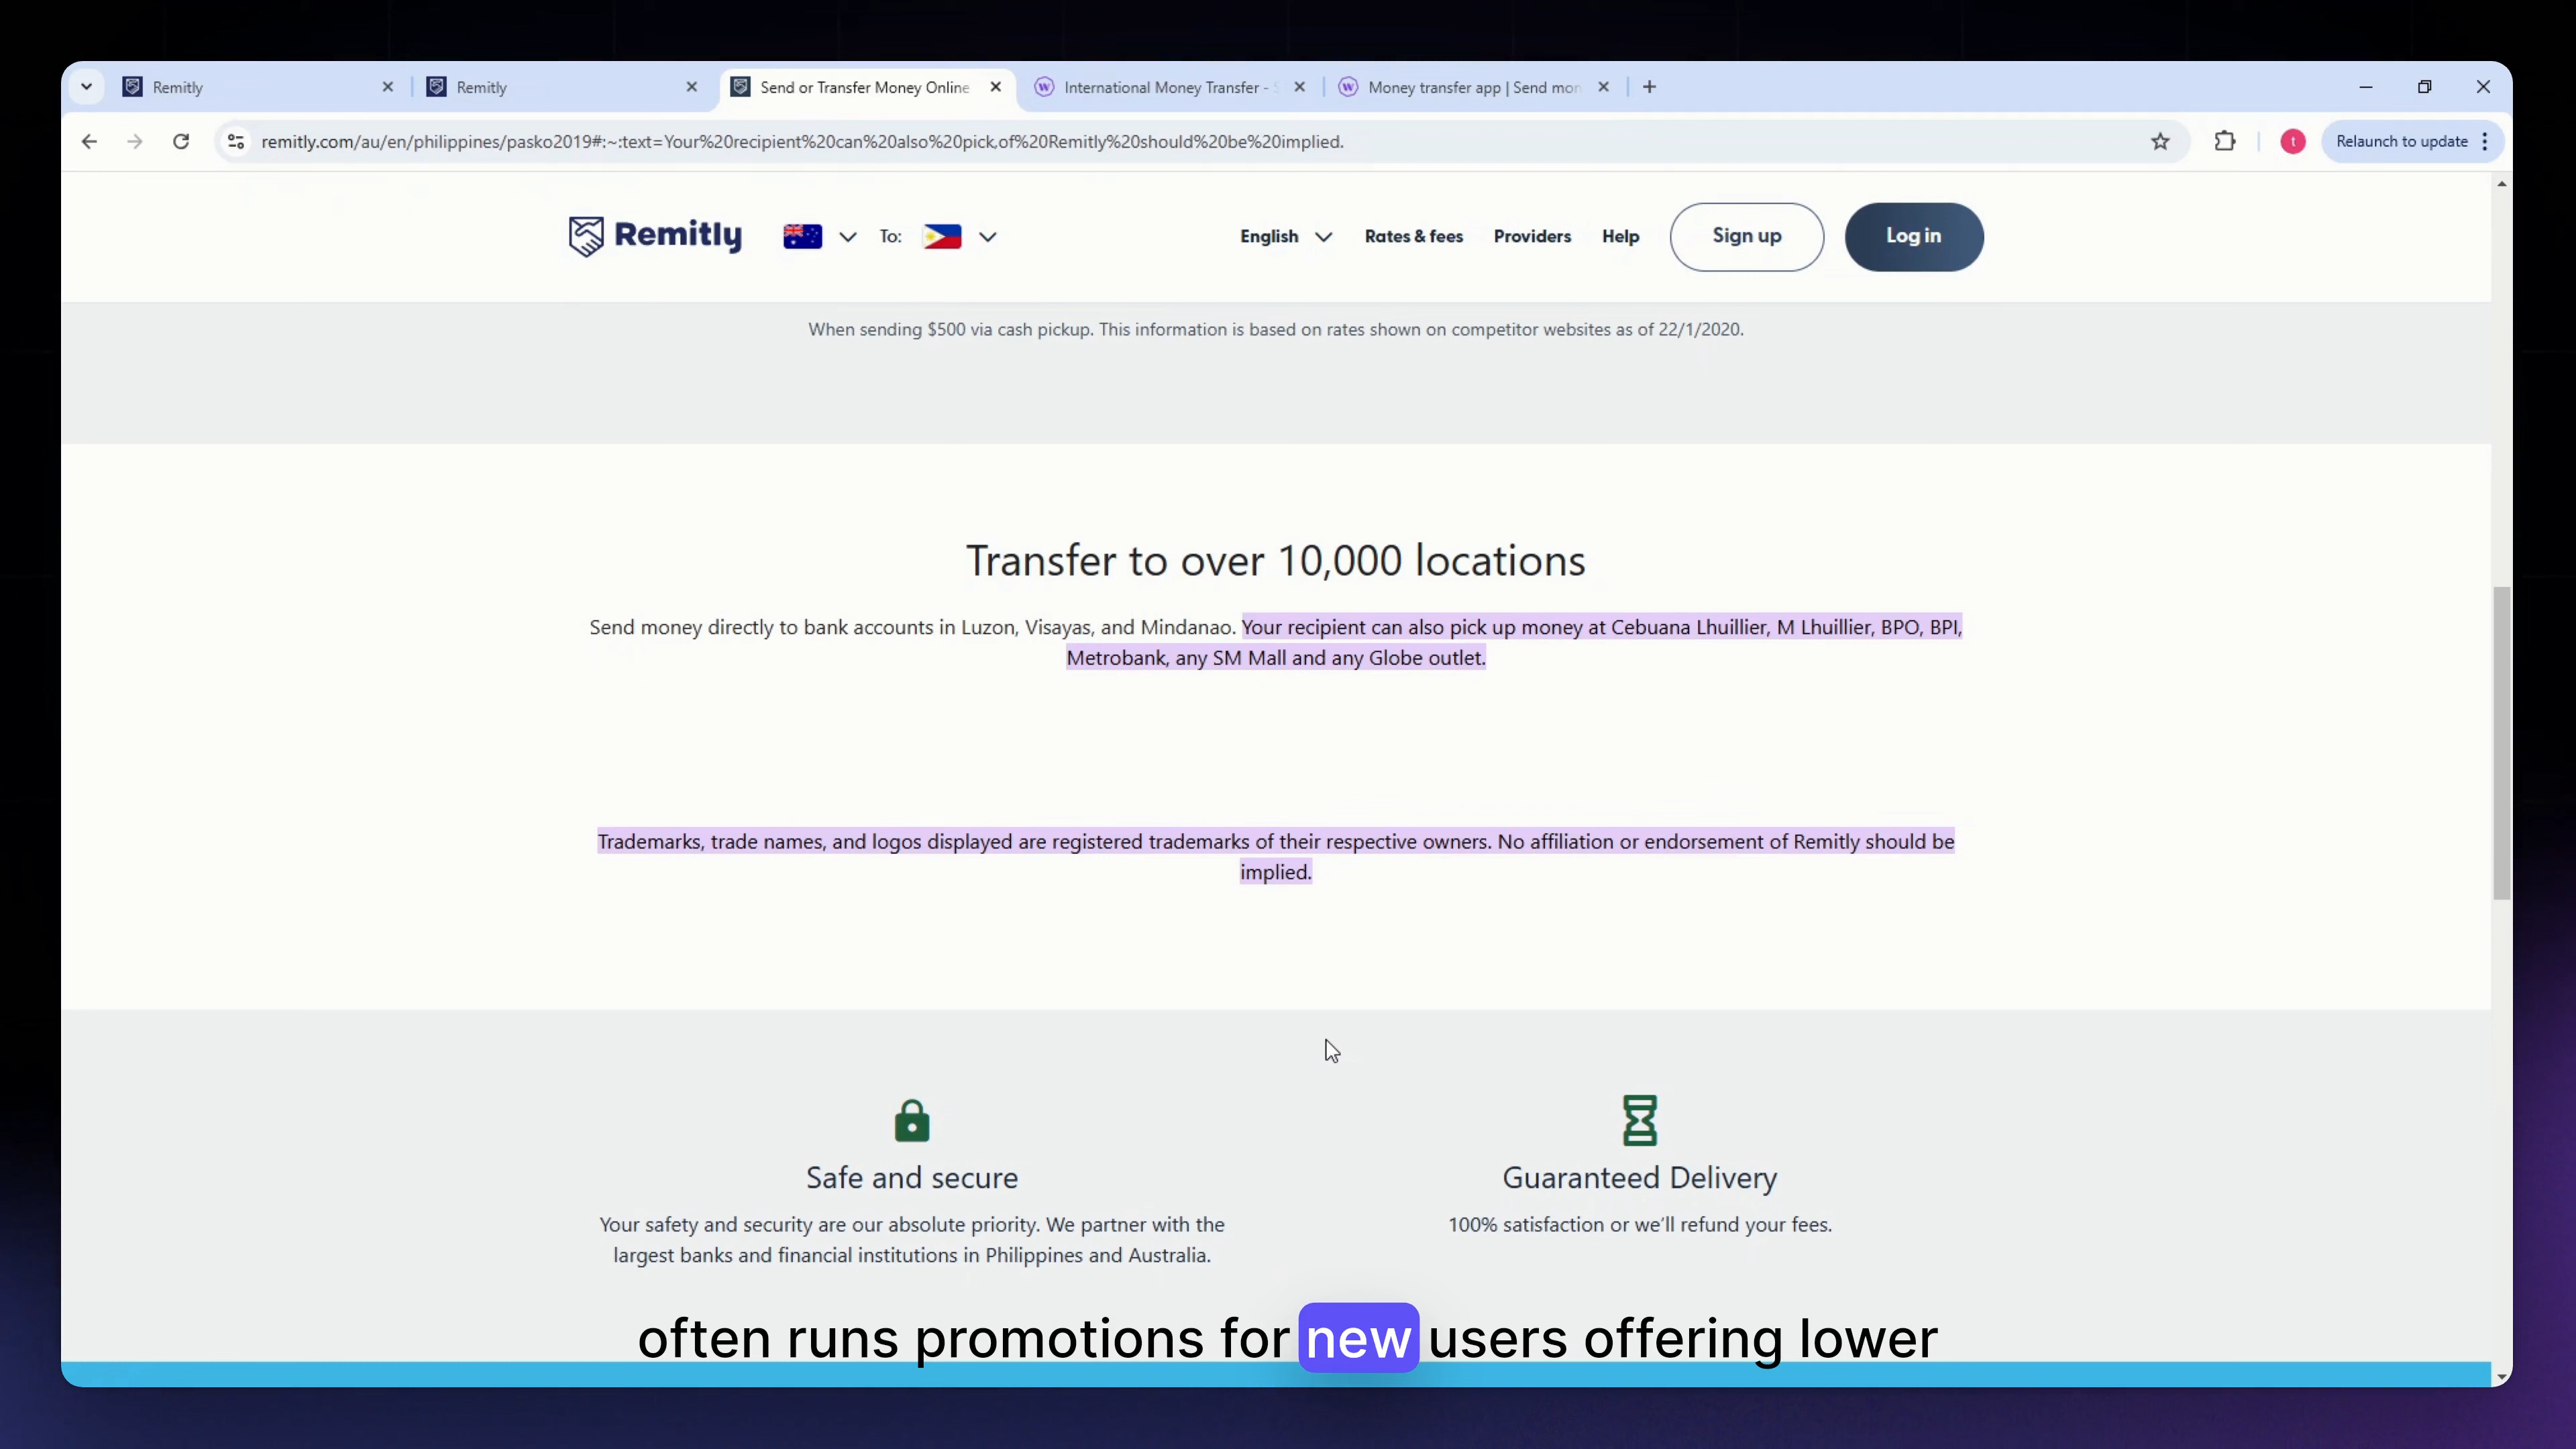 Remitly
Remitly
Send or Transfer Money Online
International Money Transfer - S
Money transfer app | Send mon
remitly.com/au/en/philippines/pasko2019#:~:text=Your%20recipient%20can%20also%20pick,of%20Remitly%20should%20be%20implied.
t
Relaunch to update
Remitly
To:
English
Rates & fees
Providers
Help
Sign up
Log in
When sending $500 via cash pickup. This information is based on rates shown on competitor websites as of 22/1/2020.
Transfer to over 10,000 locations
Send money directly to bank accounts in Luzon, Visayas, and Mindanao. Your recipient can also pick up money at Cebuana Lhuillier, M Lhuillier, BPO, BPI,
Metrobank, any SM Mall and any Globe outlet.
Trademarks, trade names, and logos displayed are registered trademarks of their respective owners. No affiliation or endorsement of Remitly should be
implied.
Safe and secure
Your safety and security are our absolute priority. We partner with the
largest banks and financial institutions in Philippines and Australia.
Guaranteed Delivery
100% satisfaction or we'll refund your fees.
often runs promotions for new users offering lower